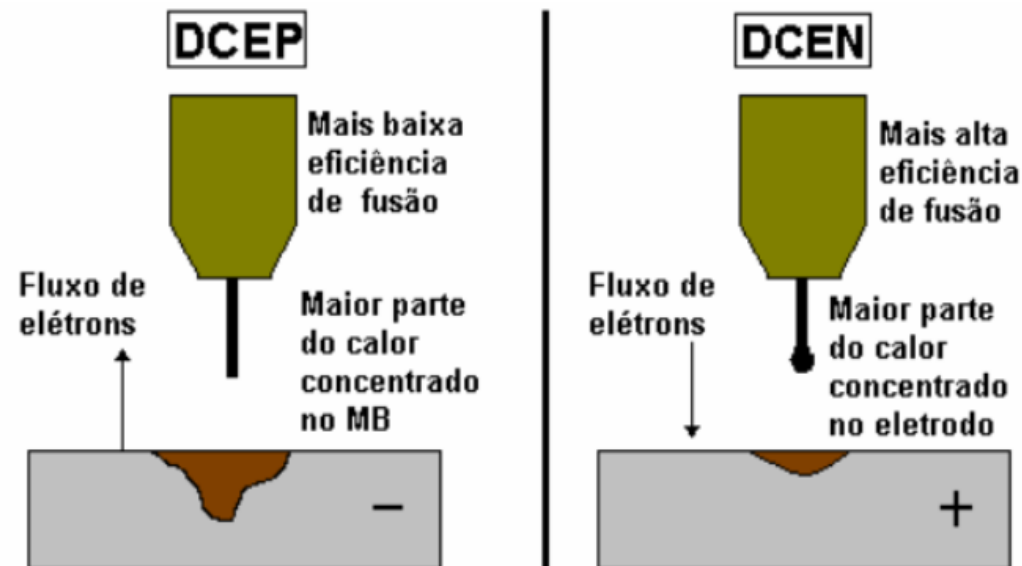 DCEP
Mais baixa
eficiência
de fusão
Fluxo de
elétrons
Maior parte
do calor
concentrado
no MB
−
DCEN
Mais alta
eficiência
de fusão
Fluxo de
elétrons
Maior parte
do calor
concentrado
no eletrodo
+